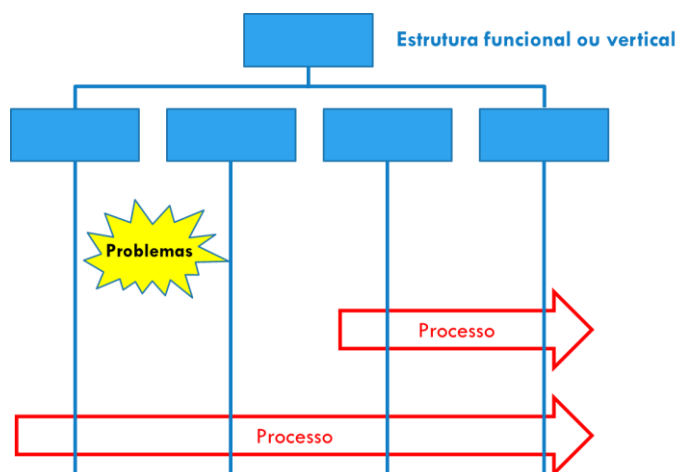 Estrutura funcional ou vertical
Problemas
Processo
Processo